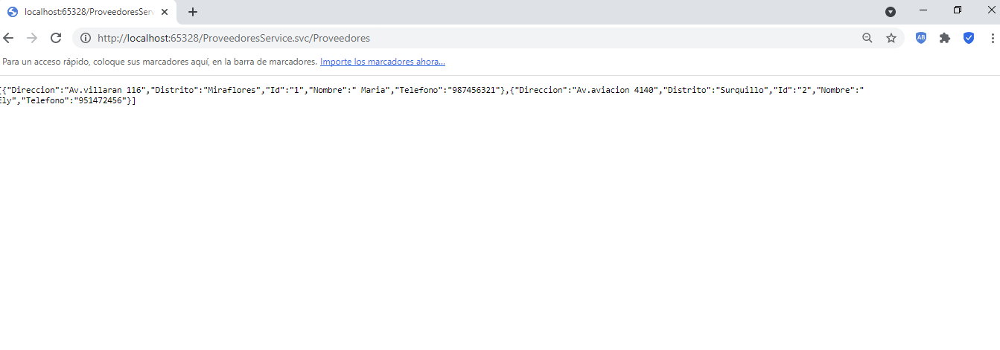 localhost:65328/ProveedoresServ
http://localhost:65328/ProveedoresService.svc/Proveedores
AB
Para un acceso rápido, coloque sus marcadores aquí, en la barra de marcadores. Importe los marcadores ahora...
[{"Direccion":"Av.villaran 116","Distrito":"Miraflores","Id":"1","Nombre":" Maria","Telefono":"987456321"},{"Direccion":"Av.aviacion 4140","Distrito":"Surquillo","Id":"2","Nombre":"
Ely","Telefono":"951472456"}]